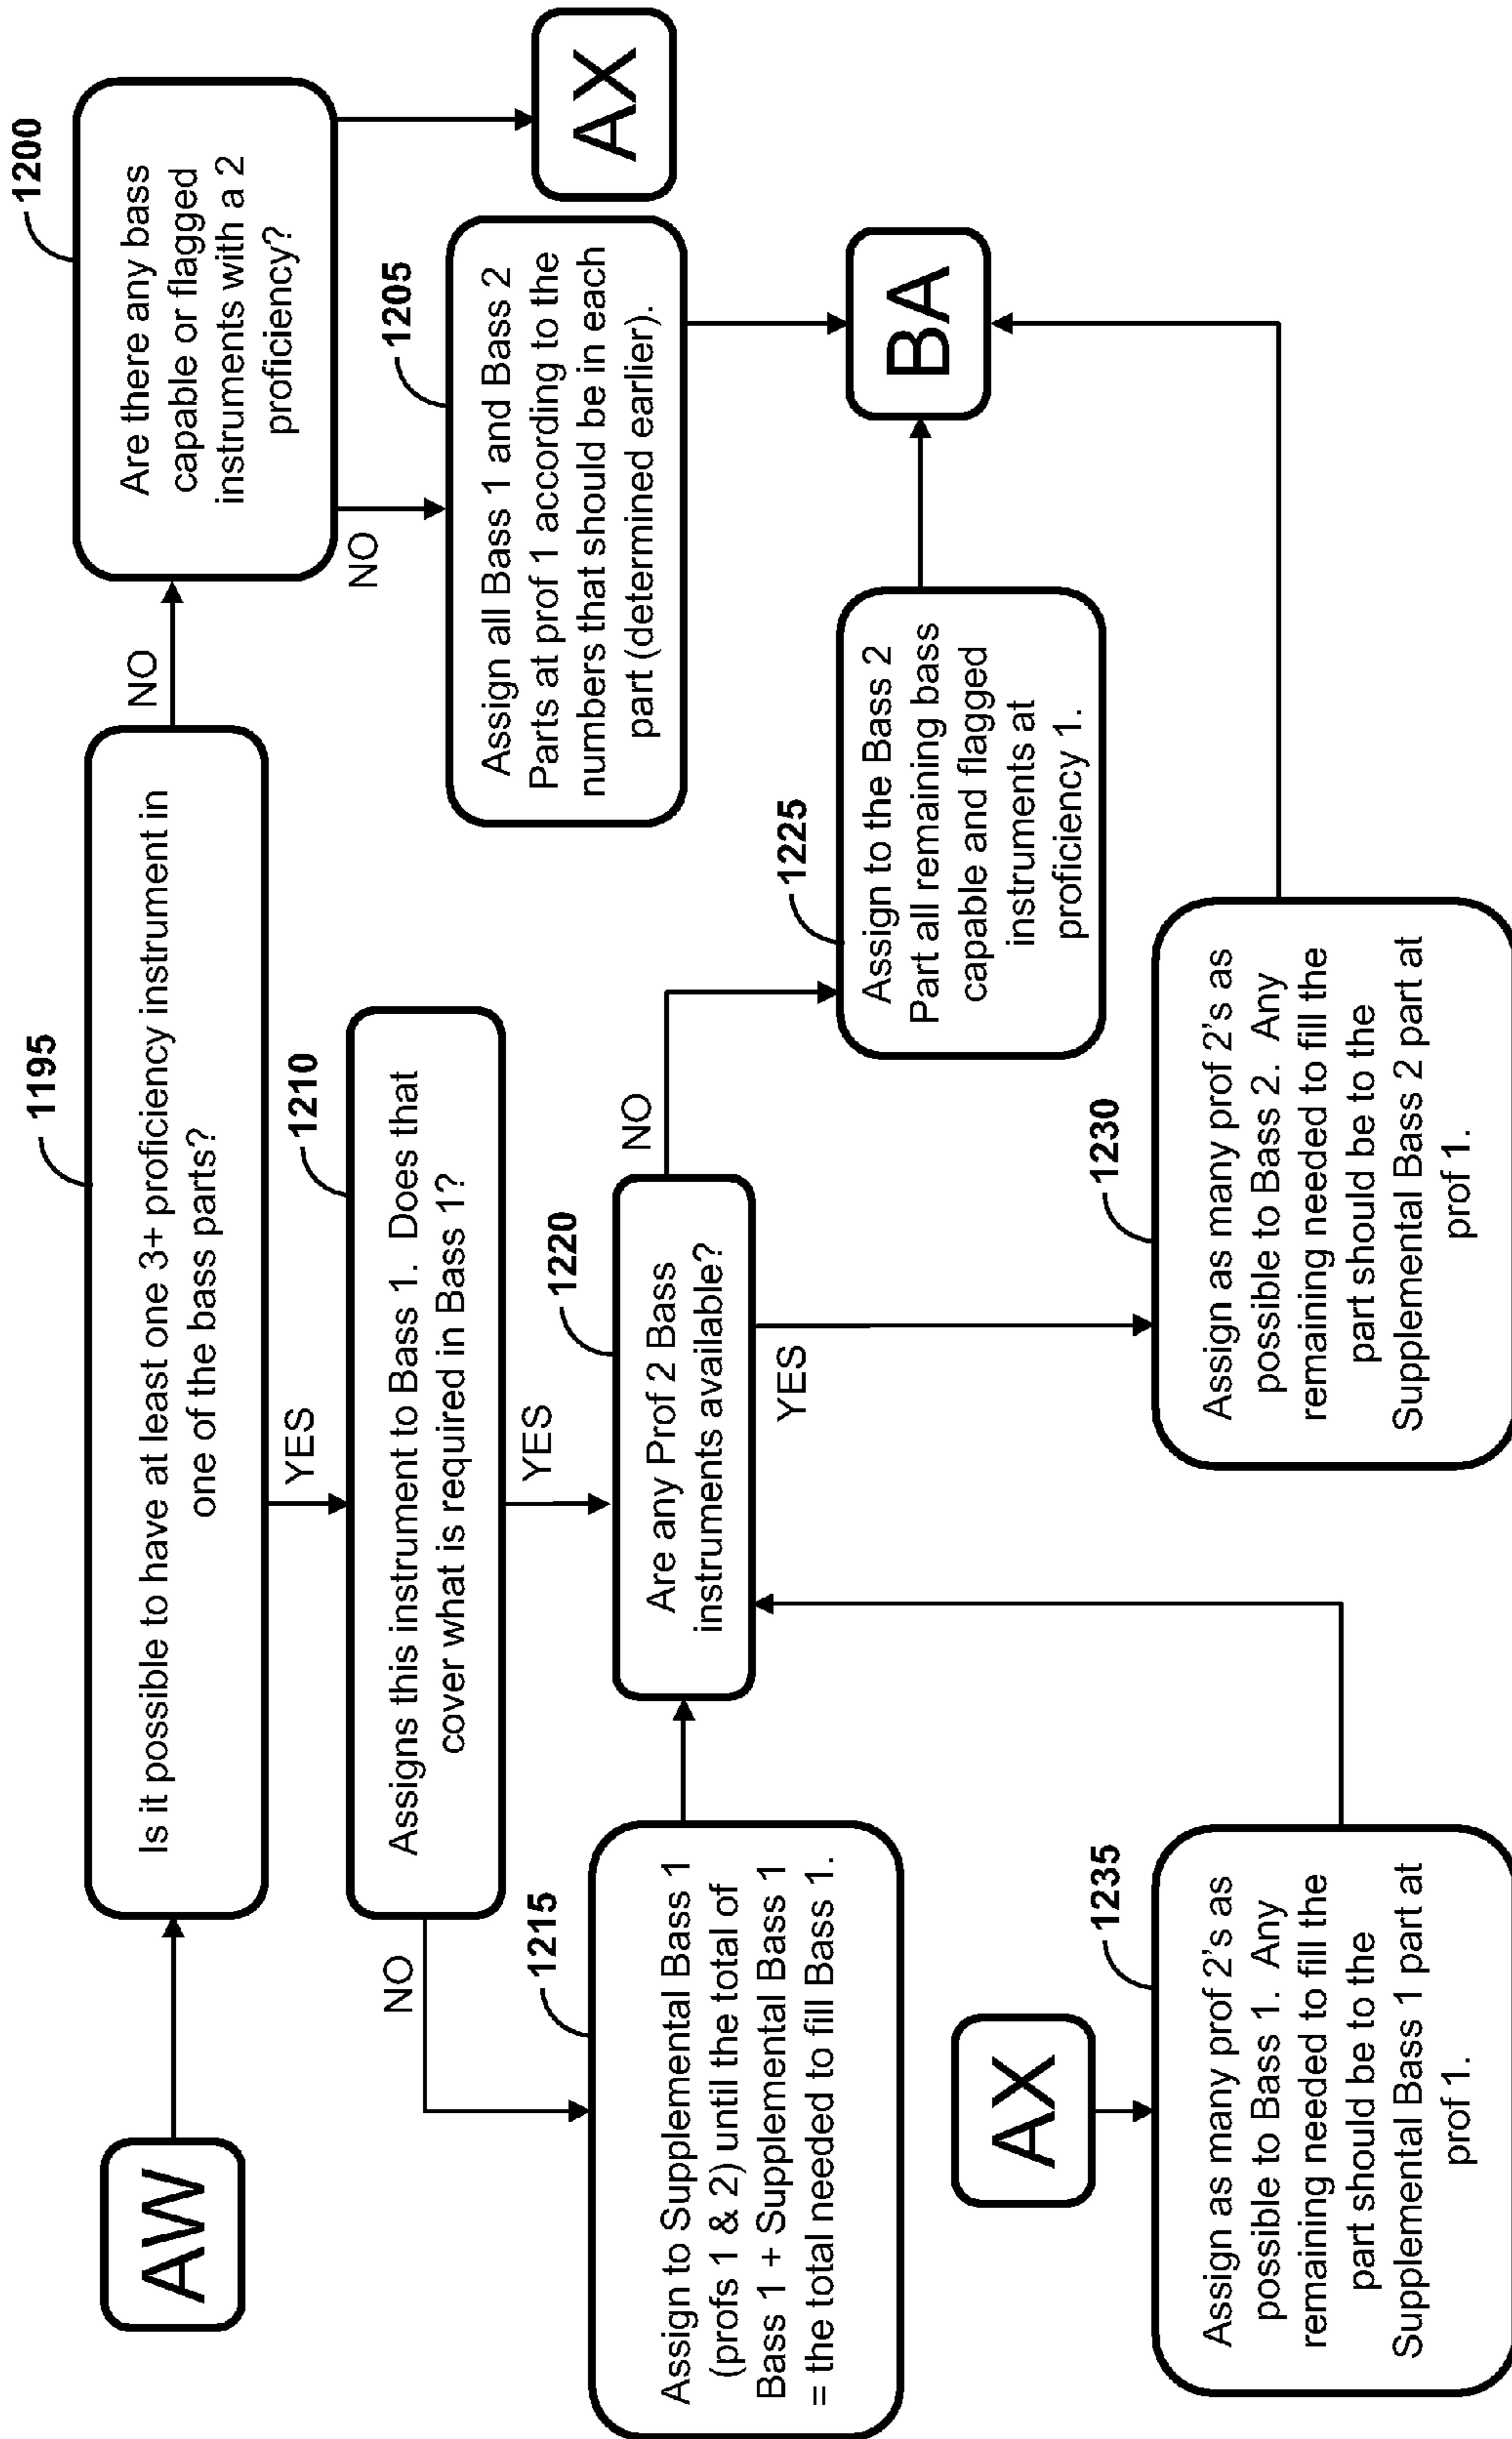 AW
1195
Is it possible to have at least one 3+ proficiency instrument in
one of the bass parts?
NO
1200
Are there any bass
capable or flagged
instruments with a 2
proficiency?
AX
NO
1205
Assign all Bass 1 and Bass 2
Parts at prof 1 according to the
numbers that should be in each
part (determined earlier).
YES
1210
Assigns this instrument to Bass 1. Does that
cover what is required in Bass 1?
NO
1215
Assign to Supplemental Bass 1
(profs 1 & 2) until the total of
Bass 1 + Supplemental Bass 1
= the total needed to fill Bass 1.
YES
1220
Are any Prof 2 Bass
instruments available?
NO
1225
Assign to the Bass 2
Part all remaining bass
capable and flagged
instruments at
proficiency 1.
BA
YES
1230
Assign as many prof 2's as
possible to Bass 2. Any
remaining needed to fill the
part should be to the
Supplemental Bass 2 part at
prof 1.
AX
1235
Assign as many prof 2's as
possible to Bass 1. Any
remaining needed to fill the
part should be to the
Supplemental Bass 1 part at
prof 1.